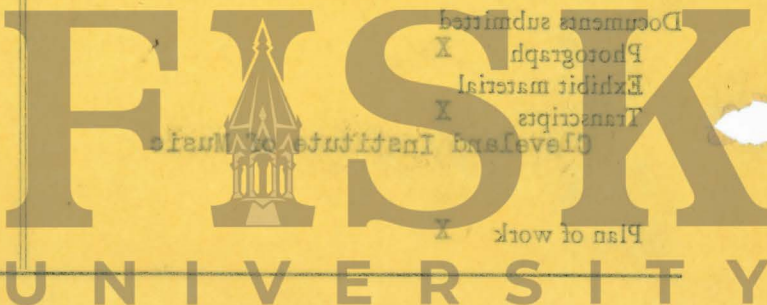 Documents submitted
Photograph X
Exhibit material
Transcripts X
Cleveland Institute of Music
Plan of work X
FISK
UNIVERSITY